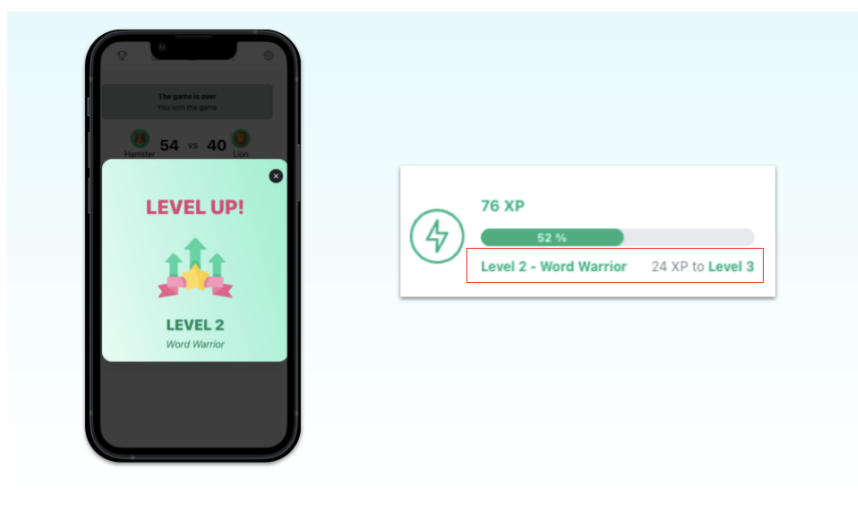 The game is over
You won the game
Hamster 54 vs 40 Lion
LEVEL UP!
LEVEL 2
Word Warrior
76 XP
52 %
Level 2 - Word Warrior 24 XP to Level 3